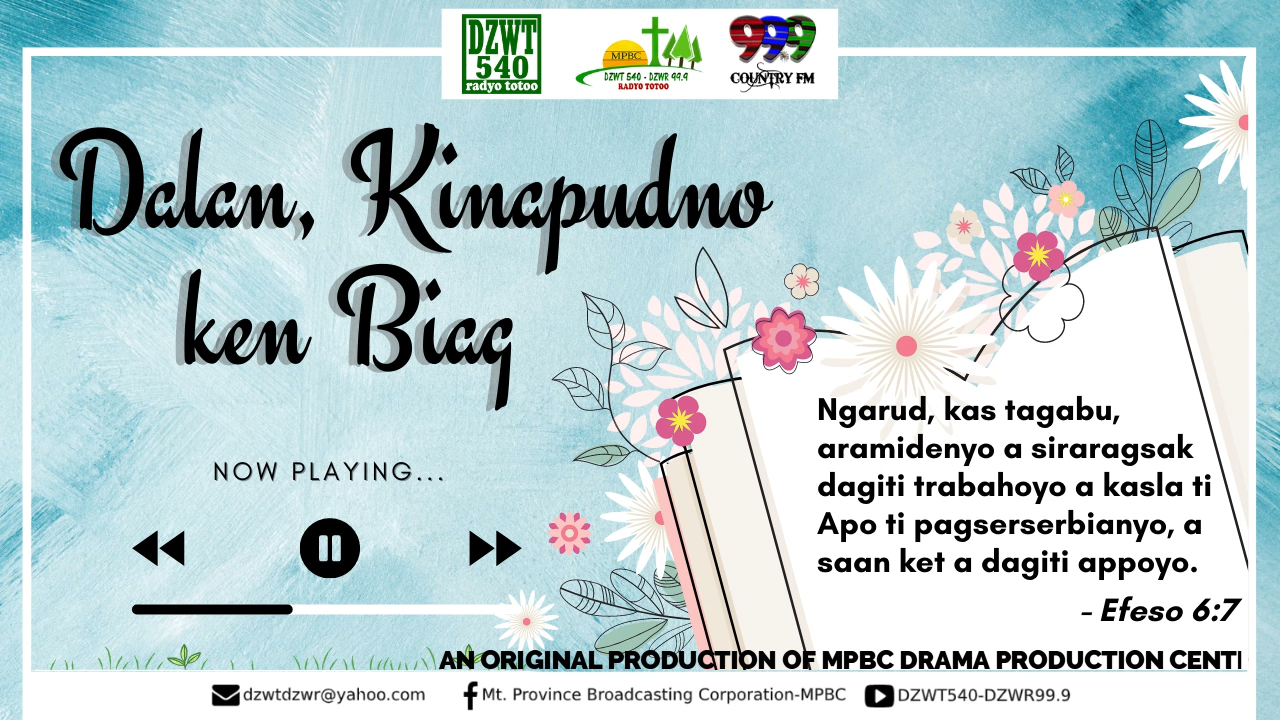 DZWT
540
radyo totoo
MPBC
DZWT 540 - DZWR 99.9
RADYO TOTOO
99.9
COUNTRY FM
Dalan, Kinapudno
ken Biag
NOW PLAYING...
Ngarud, kas tagabu,
aramidenyo a siraragsak
dagiti trabahoyo a kasla ti
Apo ti pagserserbianyo, a
saan ket a dagiti appoyo.
- Efeso 6:7
AN ORIGINAL PRODUCTION OF MPBC DRAMA PRODUCTION CENT
dzwtdzwr@yahoo.com
Mt. Province Broadcasting Corporation-MPBC
DZWT540-DZWR99.9